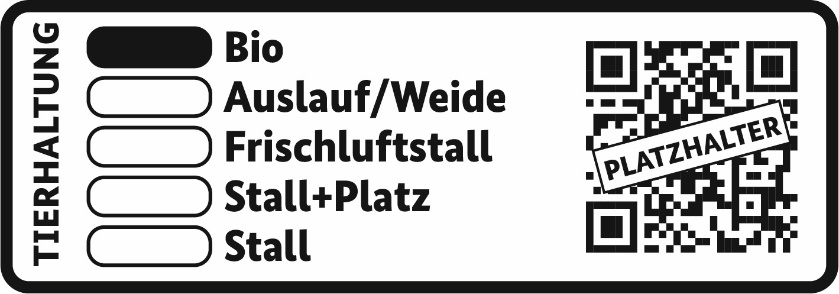 TIERHALTUNG
Bio
Auslauf/Weide
Frischluftstall
Stall+Platz
Stall
PLATZHALTER